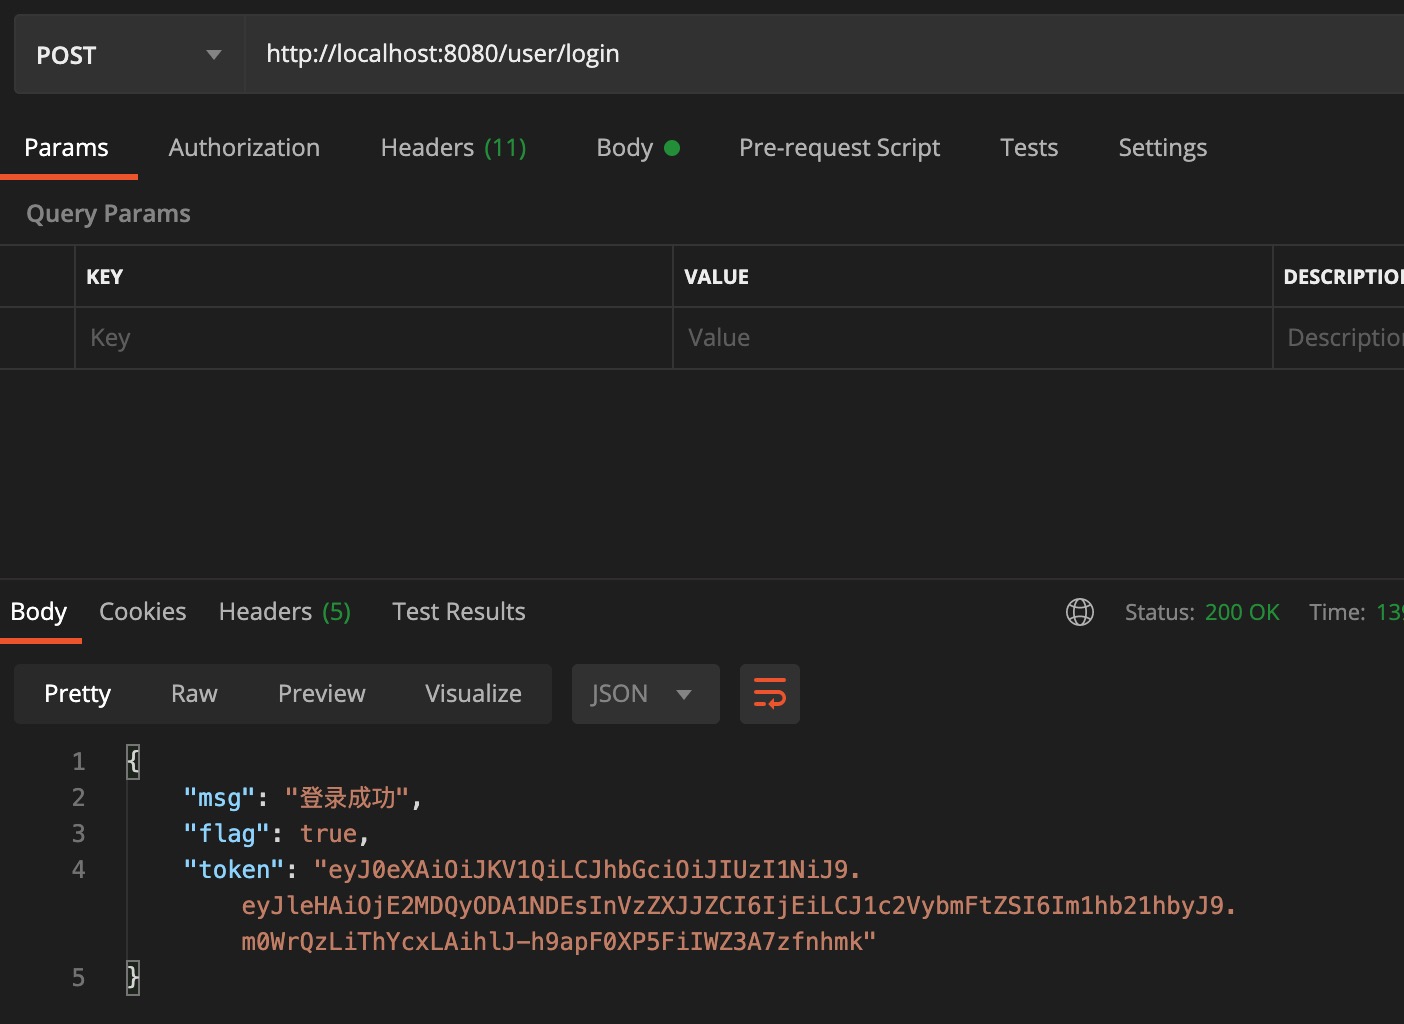 POST http://localhost:8080/user/login
Params Authorization Headers (11) Body Pre-request Script Tests Settings
Query Params
KEY VALUE DESCRIPTIO
Key Value Descriptio
Body Cookies Headers (5) Test Results Status: 200 OK Time: 139
Pretty Raw Preview Visualize JSON
1 {
2 "msg": "登录成功",
3 "flag": true,
4 "token": "eyJ0eXAiOiJKV1QiLCJhbGciOiJIUzI1NiJ9.
eyJleHAiOjE2MDQyODA1NDEsInVzZXJJZCI6IjEiLCJ1c2VybmFtZSI6Im1hb21hbyJ9.
m0WrQzLiThYcxLAihlJ-h9apF0XP5FiIWZ3A7zfnhmk"
5 }